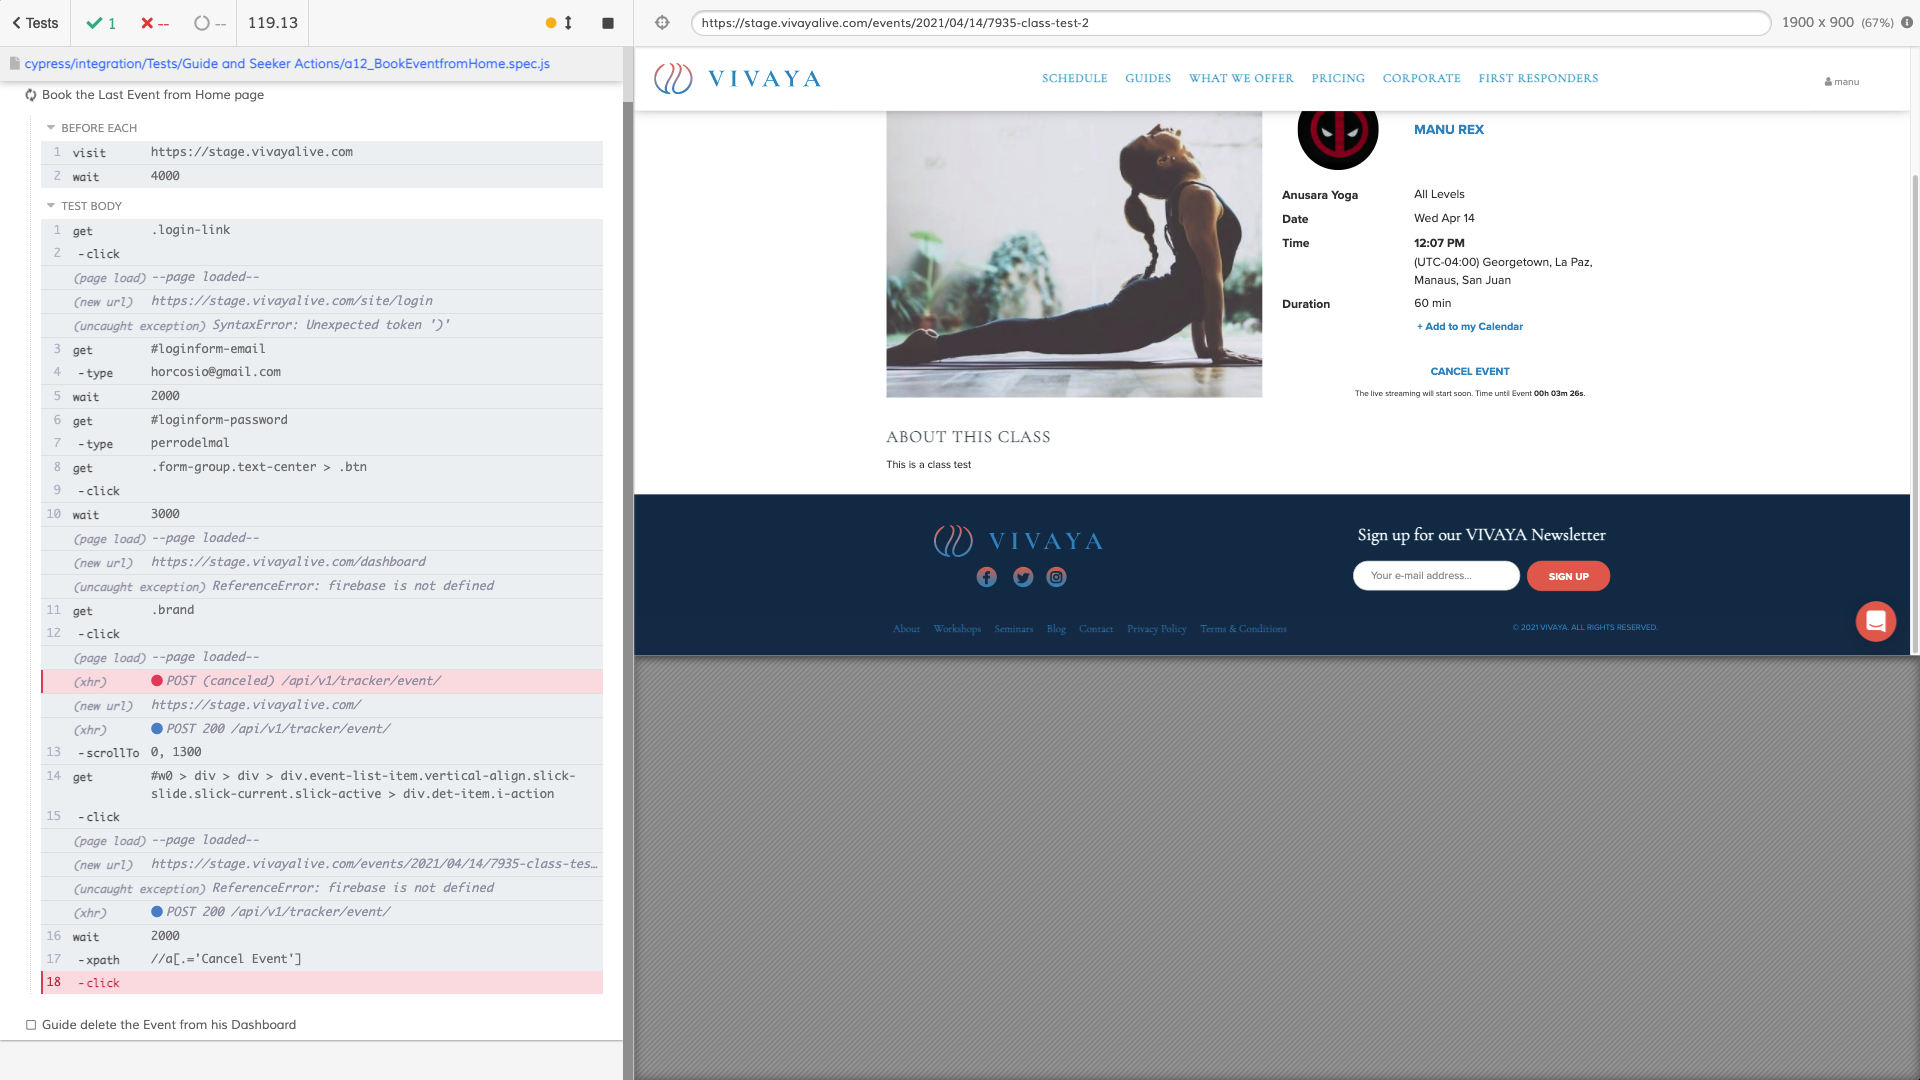 Tests
1
--
--
119.13
https://stage.vivayalive.com/events/2021/04/14/7935-class-test-2
1900 x 900 (67%)
cypress/integration/Tests/Guide and Seeker Actions/a12_BookEventfromHome.spec.js
Book the Last Event from Home page
BEFORE EACH
1 visit https://stage.vivayalive.com
2 wait 4000
TEST BODY
1 get .login-link
2 -click
(page load) --page loaded--
(new url) https://stage.vivayalive.com/site/login
(uncaught exception) SyntaxError: Unexpected token ')'
3 get #loginform-email
4 -type horcosio@gmail.com
5 wait 2000
6 get #loginform-password
7 -type perrodelmal
8 get .form-group.text-center > .btn
9 -click
10 wait 3000
(page load) --page loaded--
(new url) https://stage.vivayalive.com/dashboard
(uncaught exception) ReferenceError: firebase is not defined
11 get .brand
12 -click
(page load) --page loaded--
(xhr) POST (canceled) /api/v1/tracker/event/
(new url) https://stage.vivayalive.com/
(xhr) POST 200 /api/v1/tracker/event/
13 -scrollTo 0, 1300
14 get #w0 > div > div > div.event-list-item.vertical-align.slick-
slide.slick-current.slick-active > div.det-item.i-action
15 -click
(page load) --page loaded--
(new url) https://stage.vivayalive.com/events/2021/04/14/7935-class-tes…
(uncaught exception) ReferenceError: firebase is not defined
(xhr) POST 200 /api/v1/tracker/event/
16 wait 2000
17 -xpath //a[.='Cancel Event']
18 -click
Guide delete the Event from his Dashboard
VIVAYA
SCHEDULE GUIDES WHAT WE OFFER PRICING CORPORATE FIRST RESPONDERS
manu
MANU REX
Anusara Yoga All Levels
Date Wed Apr 14
Time 12:07 PM
(UTC-04:00) Georgetown, La Paz,
Manaus, San Juan
Duration 60 min
+ Add to my Calendar
CANCEL EVENT
The live streaming will start soon. Time until Event 00h 03m 26s.
ABOUT THIS CLASS
This is a class test
VIVAYA
Sign up for our VIVAYA Newsletter
Your e-mail address...
SIGN UP
About Workshops Seminars Blog Contact Privacy Policy Terms & Conditions
© 2021 VIVAYA. ALL RIGHTS RESERVED.